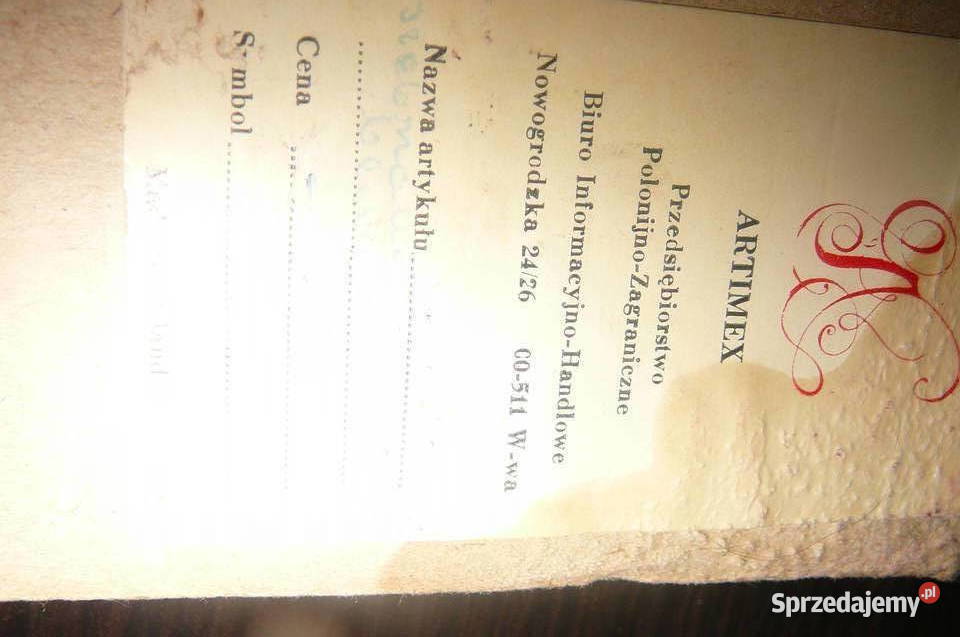 ARTIMEX
Przedsiębiorstwo
Polonijno-Zagraniczne
Biuro Informacyjno-Handlowe
Nowogrodzka 24/26 00-511 W-wa
Nazwa artykułu
Cena
Symbol
Sprzedajemy.pl